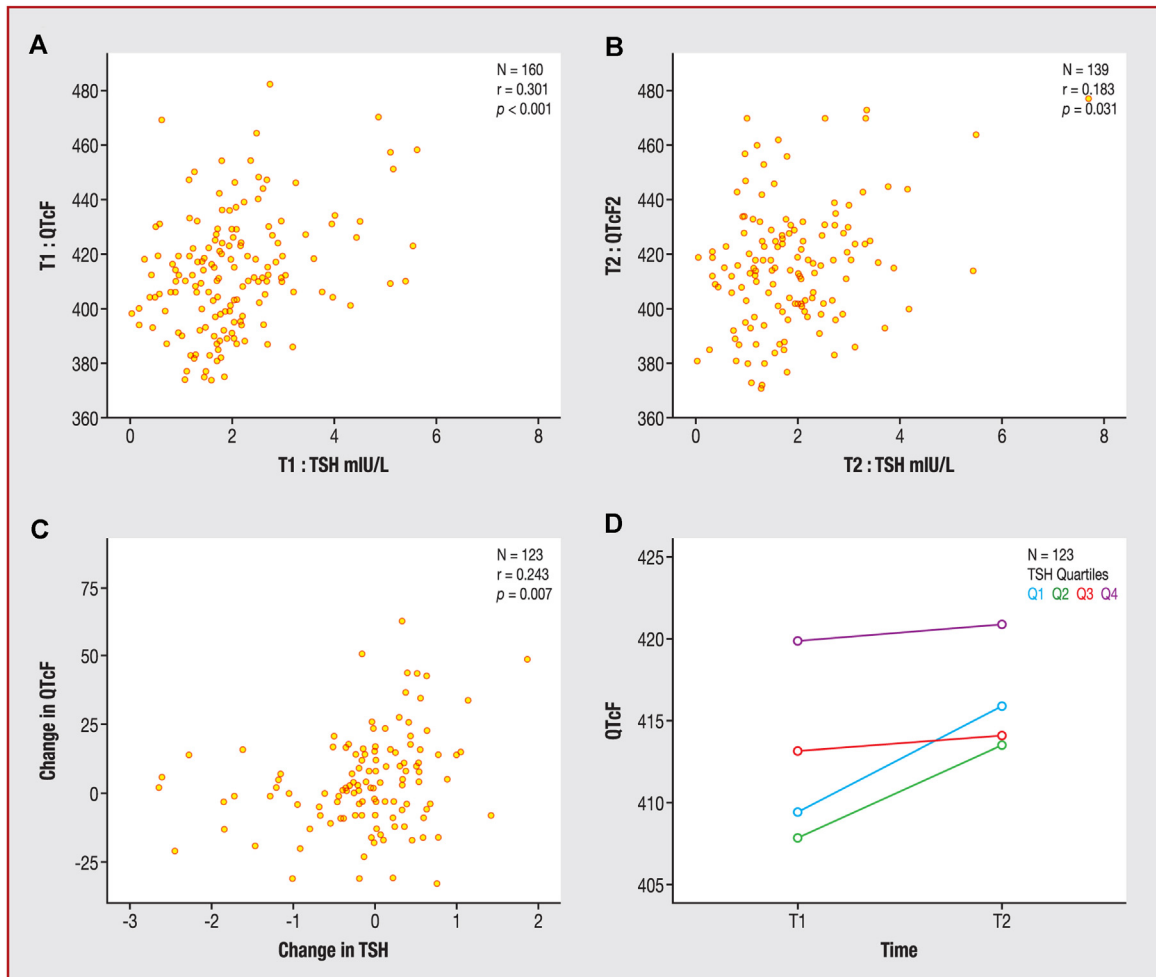 A
N = 160
r = 0.301
p < 0.001
480
460
440
420
400
380
360
T1 : QTcF
0 2 4 6 8
T1 : TSH mIU/L
B
N = 139
r = 0.183
p = 0.031
480
460
440
420
400
380
360
T2 : QTcF2
0 2 4 6 8
T2 : TSH mIU/L
C
N = 123
r = 0.243
p = 0.007
75
50
25
0
-25
Change in QTcF
-3 -2 -1 0 1 2
Change in TSH
D
N = 123
TSH Quartiles
Q1 Q2 Q3 Q4
425
420
415
410
405
QTcF
T1 T2
Time